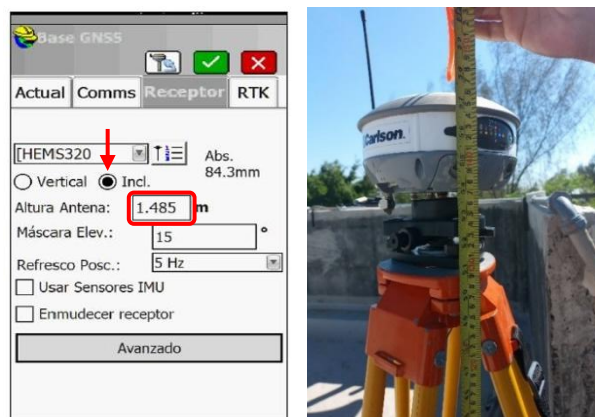 Base GNSS
Actual Comms Receptor RTK
[HEMS320
Abs.
84.3mm
Vertical Incl.
Altura Antena: 1.485 m
Máscara Elev.: 15 °
Refresco Posc.: 5 Hz
Usar Sensores IMU
Enmudecer receptor
Avanzado
Carlson